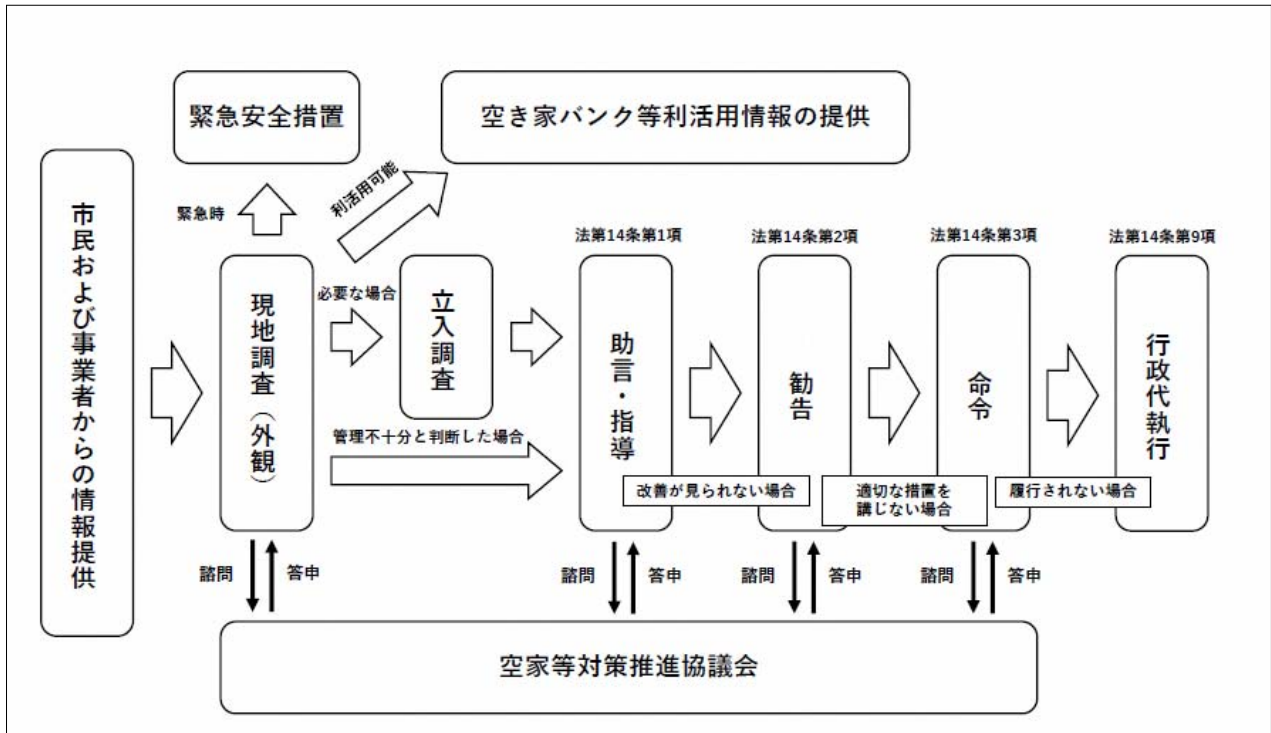 緊急安全措置
空き家バンク等利活用情報の提供
市民および事業者からの情報提供
緊急時
利活用可能
法第14条第1項
法第14条第2項
法第14条第3項
法第14条第9項
現地調査（外観）
必要な場合
立入調査
管理不十分と判断した場合
助言・指導
勧告
命令
行政代執行
改善が見られない場合
適切な措置を
講じない場合
履行されない場合
諮問
答申
諮問
答申
諮問
答申
諮問
答申
空家等対策推進協議会